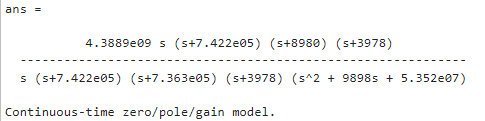 ans =
4.3889e09 s (s+7.422e05) (s+8980) (s+3978)
----------------------------------------------------------------
s (s+7.422e05) (s+7.363e05) (s+3978) (s^2 + 9898s + 5.352e07)
Continuous-time zero/pole/gain model.